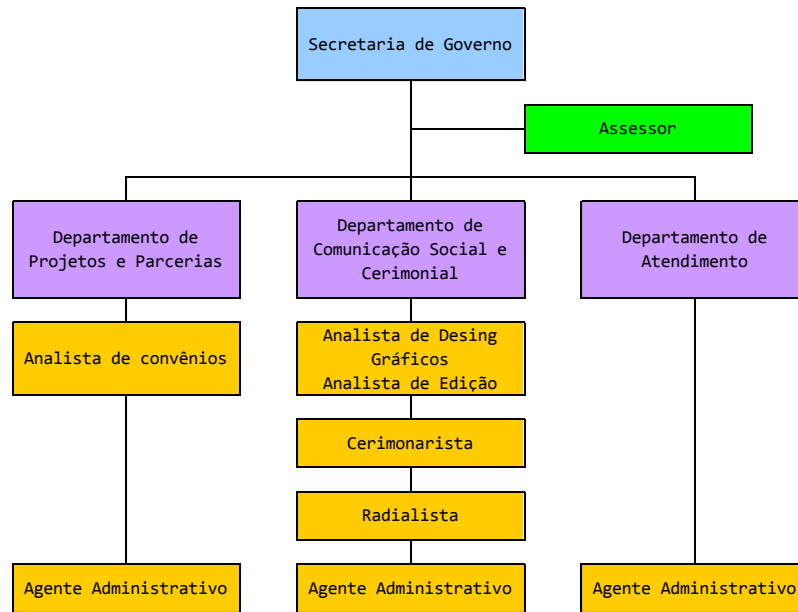 Secretaria de Governo
Assessor
Departamento de
Projetos e Parcerias
Departamento de
Comunicação Social e
Cerimonial
Departamento de
Atendimento
Analista de convênios
Analista de Desing
Gráficos
Analista de Edição
Cerimonarista
Radialista
Agente Administrativo
Agente Administrativo
Agente Administrativo